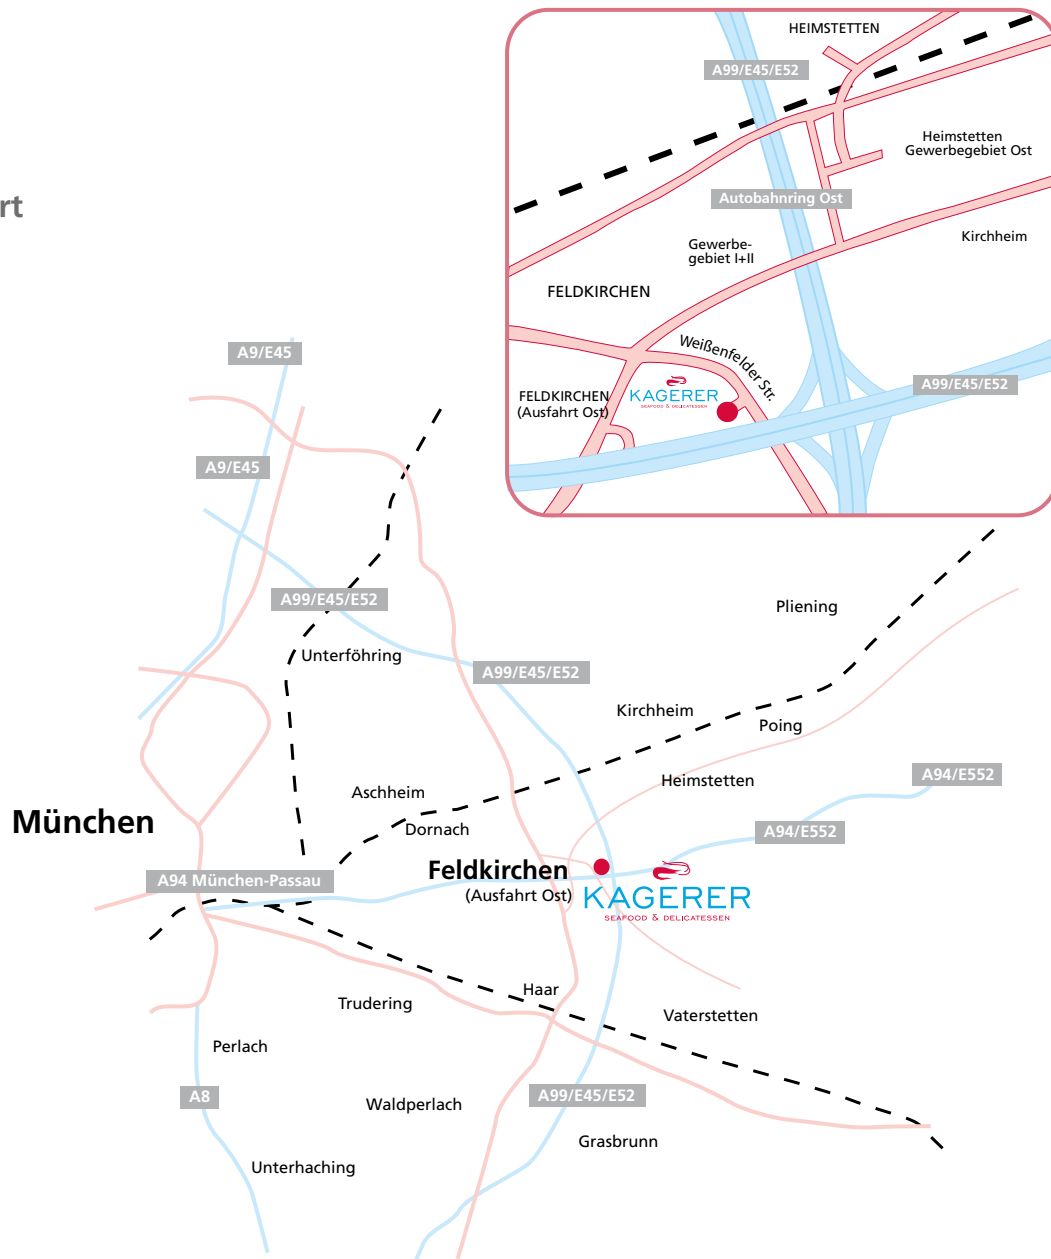 HEIMSTETTEN
A99/E45/E52
Heimstetten
Gewerbegebiet Ost
rt
Autobahnring Ost
Kirchheim
Gewerbe-
gebiet I+II
FELDKIRCHEN
Weißenfelder Str.
A9/E45
A99/E45/E52
FELDKIRCHEN
(Ausfahrt Ost)
KAGERER
SEAFOOD & DELICATESSEN
A9/E45
A99/E45/E52
Pliening
Unterföhring
A99/E45/E52
Kirchheim
Poing
A94/E552
Heimstetten
Aschheim
München
Dornach
A94/E552
Feldkirchen
(Ausfahrt Ost)
A94 München-Passau
KAGERER
SEAFOOD & DELICATESSEN
Haar
Trudering
Vaterstetten
Perlach
A8
A99/E45/E52
Waldperlach
Grasbrunn
Unterhaching